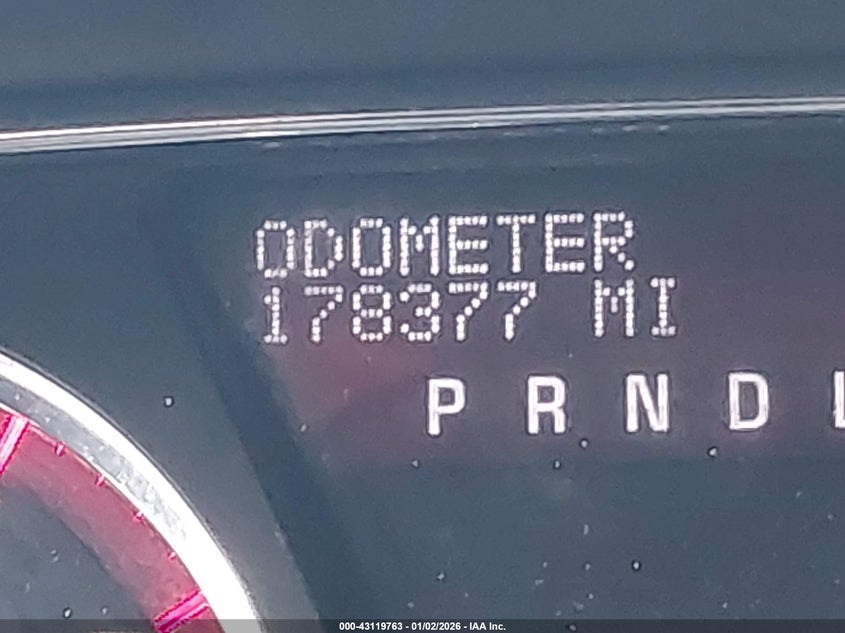 ODOMETER
178377 MI
P R N D L
000-43119763 - 01/02/2026 - IAA Inc.